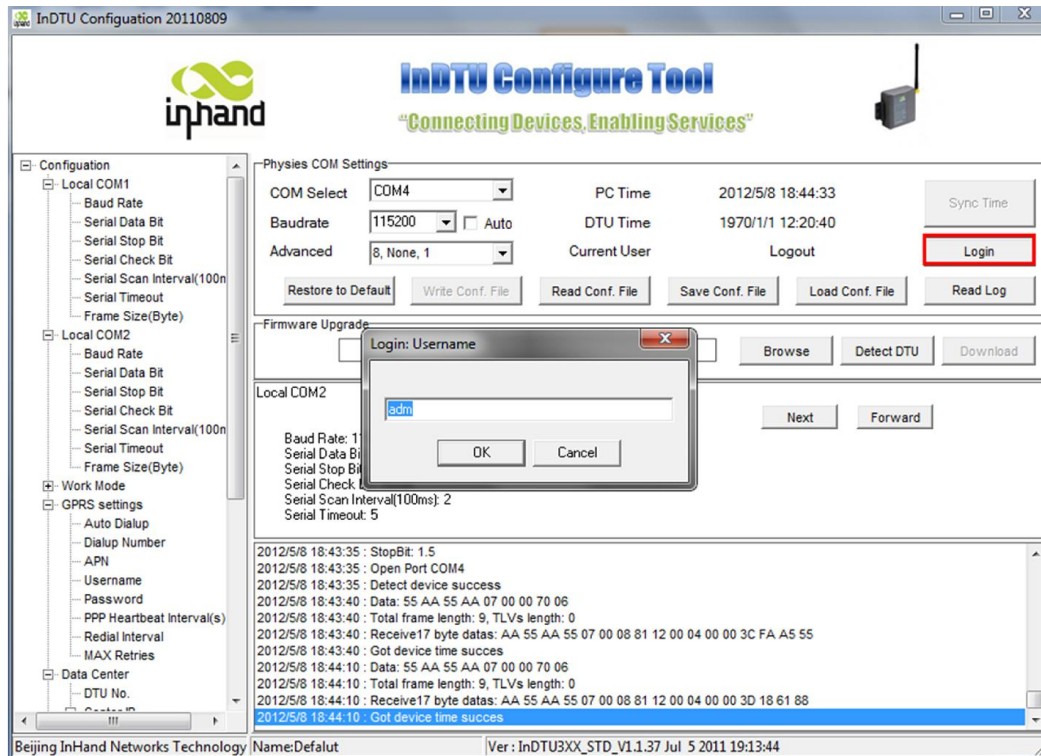 InDTU Configuation 20110809
inhand
InDTU Configure Tool
“Connecting Devices, Enabling Services”
Configuation
Local COM1
Baud Rate
Serial Data Bit
Serial Stop Bit
Serial Check Bit
Serial Scan Interval(100n
Serial Timeout
Frame Size(Byte)
Local COM2
Baud Rate
Serial Data Bit
Serial Stop Bit
Serial Check Bit
Serial Scan Interval(100n
Serial Timeout
Frame Size(Byte)
Work Mode
GPRS settings
Auto Dialup
Dialup Number
APN
Username
Password
PPP Heartbeat Interval(s)
Redial Interval
MAX Retries
Data Center
DTU No.
Physies COM Settings
COM Select COM4 PC Time 2012/5/8 18:44:33 Sync Time
Baudrate 115200 Auto DTU Time 1970/1/1 12:20:40
Advanced 8, None, 1 Current User Logout Login
Restore to Default Write Conf. File Read Conf. File Save Conf. File Load Conf. File Read Log
Firmware Upgrade
Browse Detect DTU Download
Login: Username
adm
OK Cancel
Local COM2
Next Forward
Baud Rate: 1
Serial Data Bi
Serial Stop Bi
Serial Check
Serial Scan Interval(100ms): 2
Serial Timeout: 5
2012/5/8 18:43:35 : StopBit: 1.5
2012/5/8 18:43:35 : Open Port COM4
2012/5/8 18:43:35 : Detect device success
2012/5/8 18:43:40 : Data: 55 AA 55 AA 07 00 00 70 06
2012/5/8 18:43:40 : Total frame length: 9, TLVs length: 0
2012/5/8 18:43:40 : Receive17 byte datas: AA 55 AA 55 07 00 08 81 12 00 04 00 00 3C FA A5 55
2012/5/8 18:43:40 : Got device time succes
2012/5/8 18:44:10 : Data: 55 AA 55 AA 07 00 00 70 06
2012/5/8 18:44:10 : Total frame length: 9, TLVs length: 0
2012/5/8 18:44:10 : Receive17 byte datas: AA 55 AA 55 07 00 08 81 12 00 04 00 00 3D 18 61 88
2012/5/8 18:44:10 : Got device time succes
Beijing InHand Networks Technology Name:Defalut Ver : InDTU3XX_STD_V1.1.37 Jul 5 2011 19:13:44